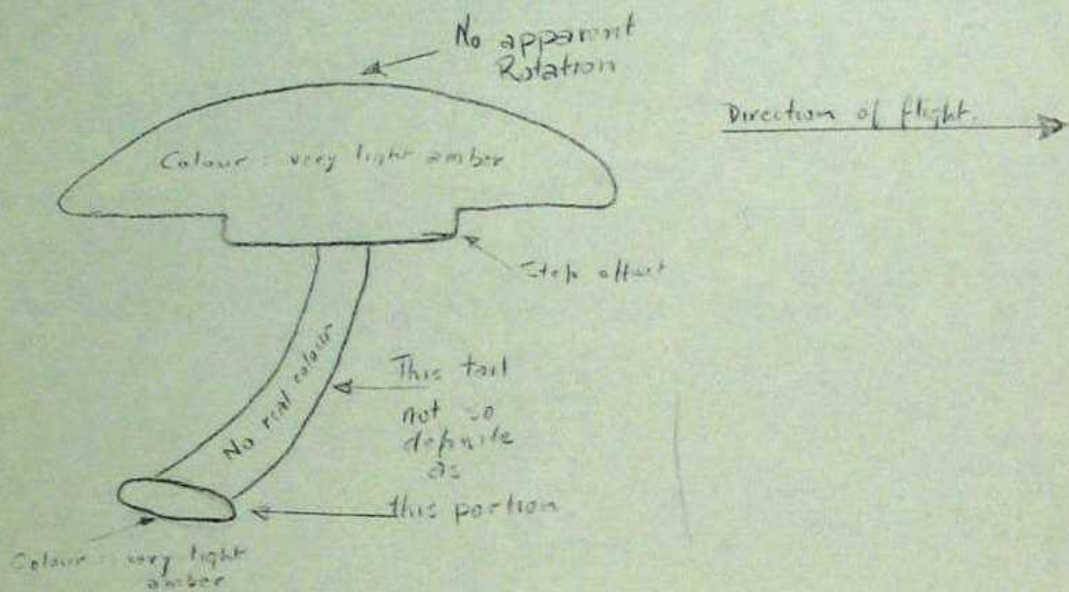 No apparent
Rotation
Direction of flight.
Colour : very light amber
Step offset
No real colour
This tail
not so
definite
as
this portion
Colour : very light
amber